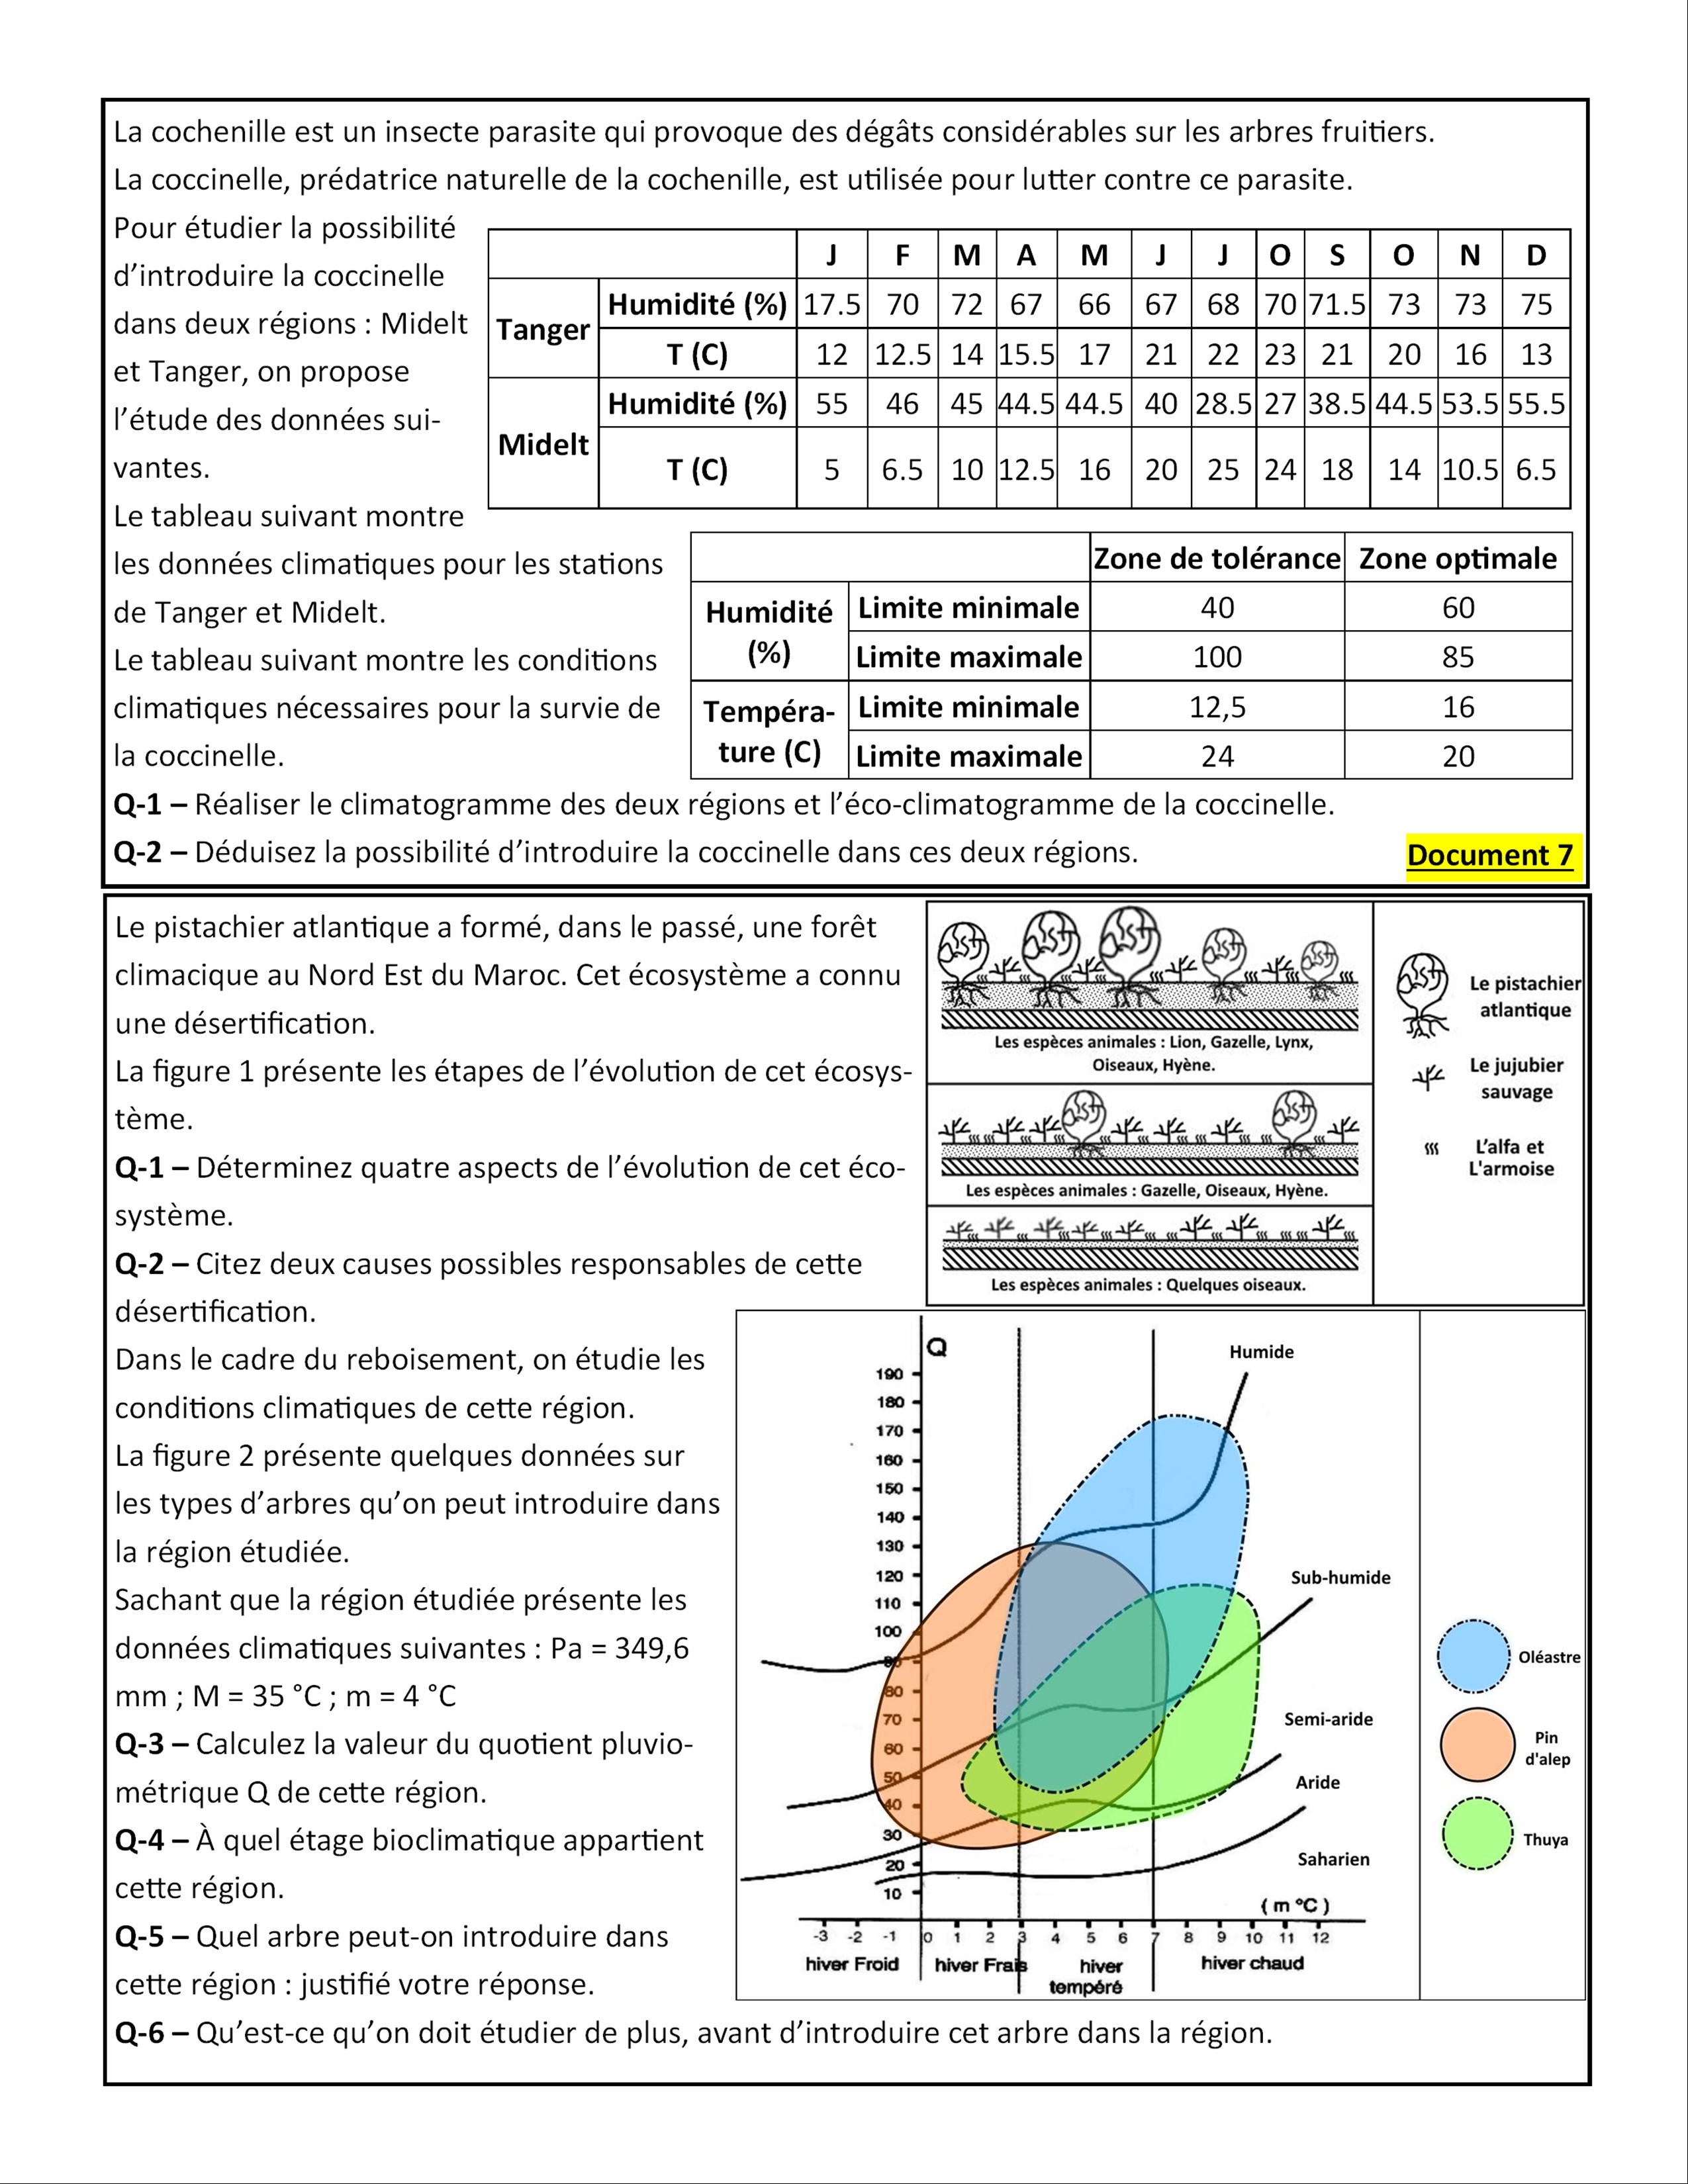 La cochenille est un insecte parasite qui provoque des dégâts considérables sur les arbres fruitiers.
La coccinelle, prédatrice naturelle de la cochenille, est utilisée pour lutter contre ce parasite.
Pour étudier la possibilité
d'introduire la coccinelle
dans deux régions : Midelt
et Tanger, on propose
l'étude des données sui-
vantes.
J F M A M J J O S O N D
Tanger
Humidité (%) 17.5 70 72 67 66 67 68 70 71.5 73 73 75
T (C) 12 12.5 14 15.5 17 21 22 23 21 20 16 13
Midelt
Humidité (%) 55 46 45 44.5 44.5 40 28.5 27 38.5 44.5 53.5 55.5
T (C) 5 6.5 10 12.5 16 20 25 24 18 14 10.5 6.5
Le tableau suivant montre
les données climatiques pour les stations
de Tanger et Midelt.
Le tableau suivant montre les conditions
climatiques nécessaires pour la survie de
la coccinelle.
Zone de tolérance Zone optimale
Humidité
(%)
Limite minimale 40 60
Limite maximale 100 85
Tempéra-
ture (C)
Limite minimale 12,5 16
Limite maximale 24 20
Q-1 – Réaliser le climatogramme des deux régions et l'éco-climatogramme de la coccinelle.
Q-2 – Déduisez la possibilité d'introduire la coccinelle dans ces deux régions.
Document 7
Le pistachier atlantique a formé, dans le passé, une forêt
climacique au Nord Est du Maroc. Cet écosystème a connu
une désertification.
La figure 1 présente les étapes de l'évolution de cet écosys-
tème.
Q-1 – Déterminez quatre aspects de l'évolution de cet éco-
système.
Q-2 – Citez deux causes possibles responsables de cette
désertification.
Les espèces animales : Lion, Gazelle, Lynx,
Oiseaux, Hyène.
Les espèces animales : Gazelle, Oiseaux, Hyène.
Les espèces animales : Quelques oiseaux.
Le pistachier
atlantique
Le jujubier
sauvage
L'alfa et
L'armoise
Dans le cadre du reboisement, on étudie les
conditions climatiques de cette région.
La figure 2 présente quelques données sur
les types d'arbres qu'on peut introduire dans
la région étudiée.
Sachant que la région étudiée présente les
données climatiques suivantes : Pa = 349,6
mm ; M = 35 °C ; m = 4 °C
Q-3 – Calculez la valeur du quotient pluvio-
métrique Q de cette région.
Q-4 – À quel étage bioclimatique appartient
cette région.
Q-5 – Quel arbre peut-on introduire dans
cette région : justifié votre réponse.
Q-6 – Qu'est-ce qu'on doit étudier de plus, avant d'introduire cet arbre dans la région.
Q
190
180
170
160
150
140
130
120
110
100
90
80
70
60
50
40
30
20
10
Humide
Sub-humide
Semi-aride
Aride
Saharien
( m °C )
-3 -2 -1 0 1 2 3 4 5 6 7 8 9 10 11 12
hiver Froid hiver Frais hiver
tempéré
hiver chaud
Oléastre
Pin
d'alep
Thuya